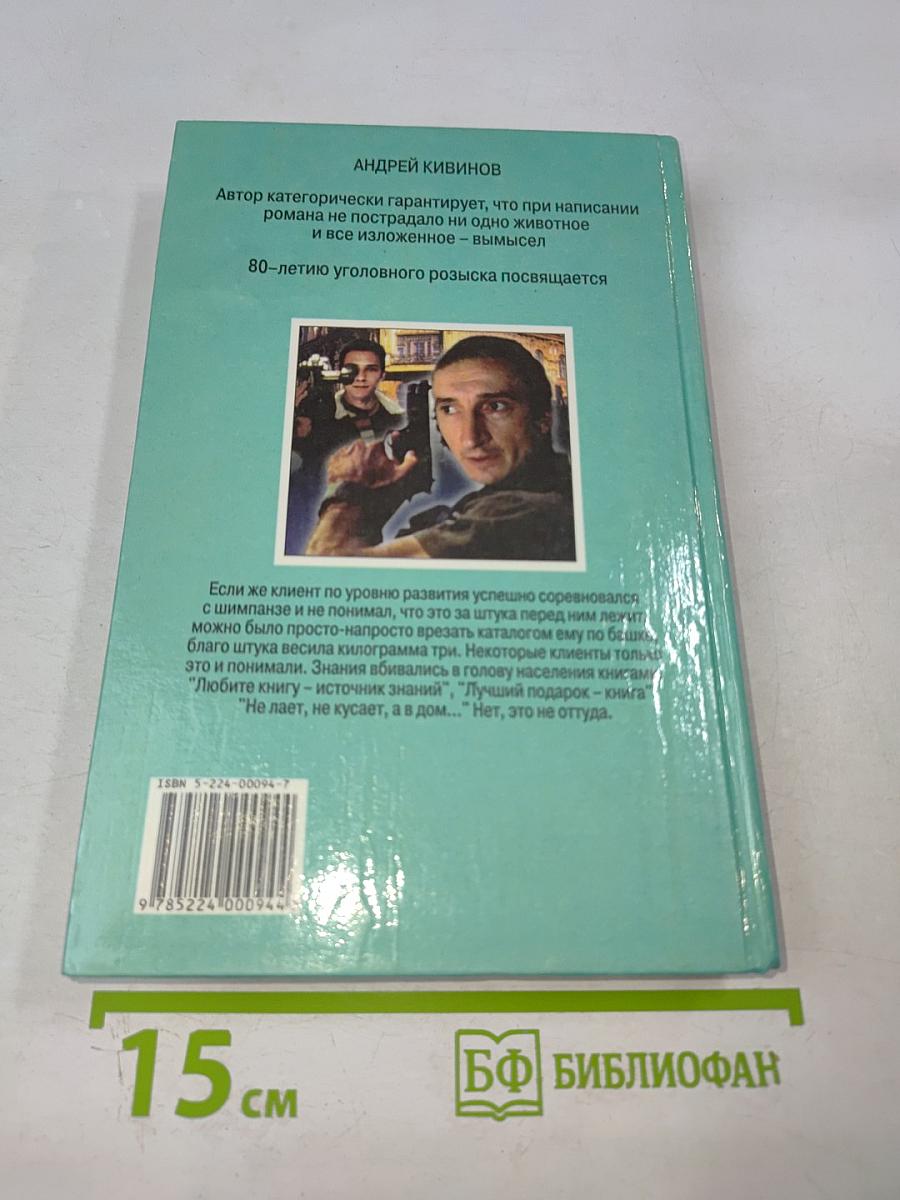 АНДРЕЙ КИВИНОВ
Автор категорически гарантирует, что при написании
романа не пострадало ни одно животное
и все изложенное – вымысел
80–летию уголовного розыска посвящается
Если же клиент по уровню развития успешно соревновался
с шимпанзе и не понимал, что это за штука перед ним лежит,
можно было просто-напросто врезать каталогом ему по башке,
благо штука весила килограмма три. Некоторые клиенты только
это и понимали. Знания вбивались в голову населения книгами.
"Любите книгу – источник знаний", "Лучший подарок – книга",
"Не лает, не кусает, а в дом..." Нет, это не оттуда.
ISBN 5-224-00094-7
9 785224 000944
15 см
БФ БИБЛИОФАН